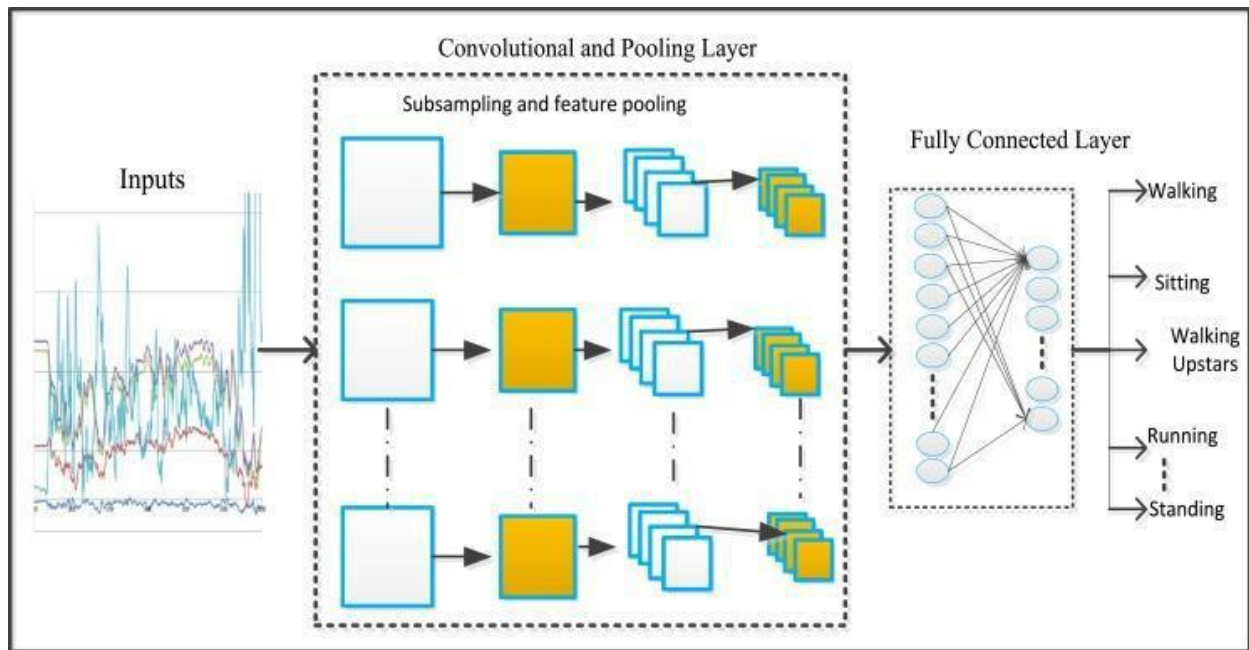 Convolutional and Pooling Layer
Subsampling and feature pooling
Fully Connected Layer
Inputs
Walking
Sitting
Walking
Upstars
Running
Standing